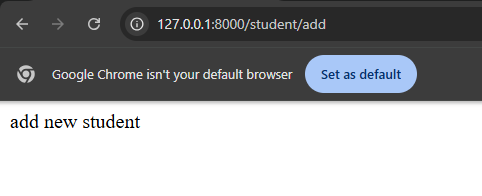 127.0.0.1:8000/student/add
Google Chrome isn't your default browser Set as default
add new student